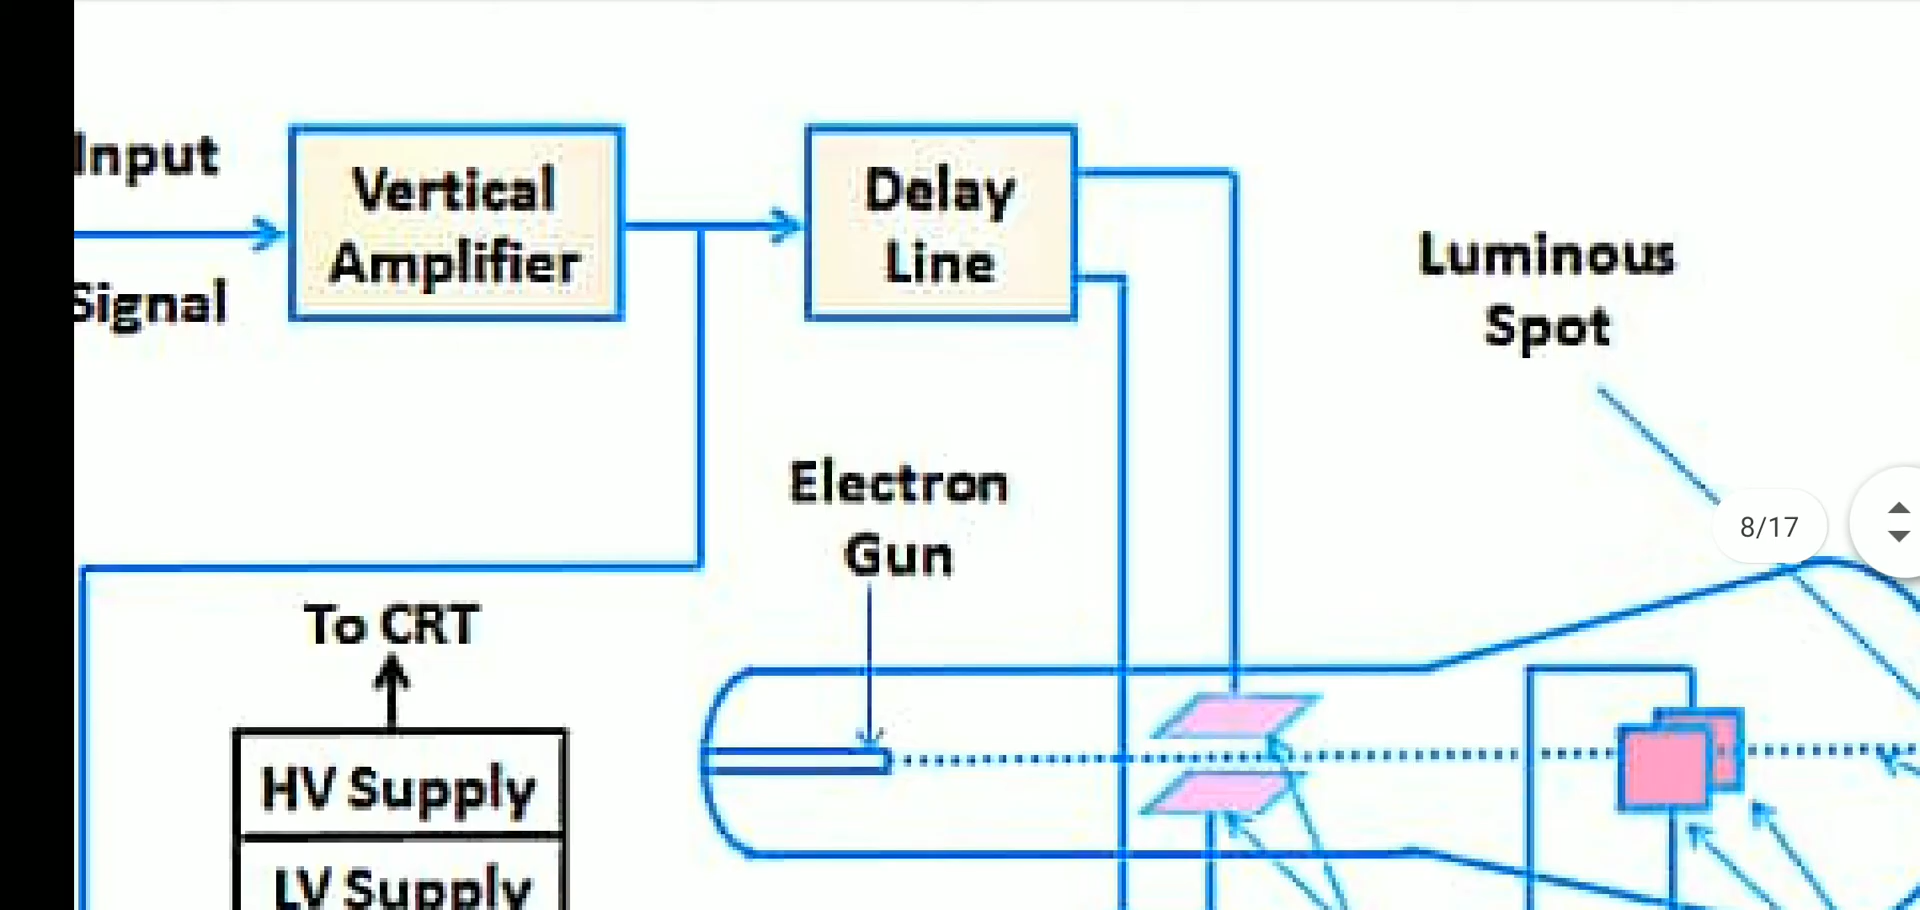 Input
Signal
Vertical
Amplifier
Delay
Line
Luminous
Spot
Electron
Gun
8/17
To CRT
HV Supply
LV Supply